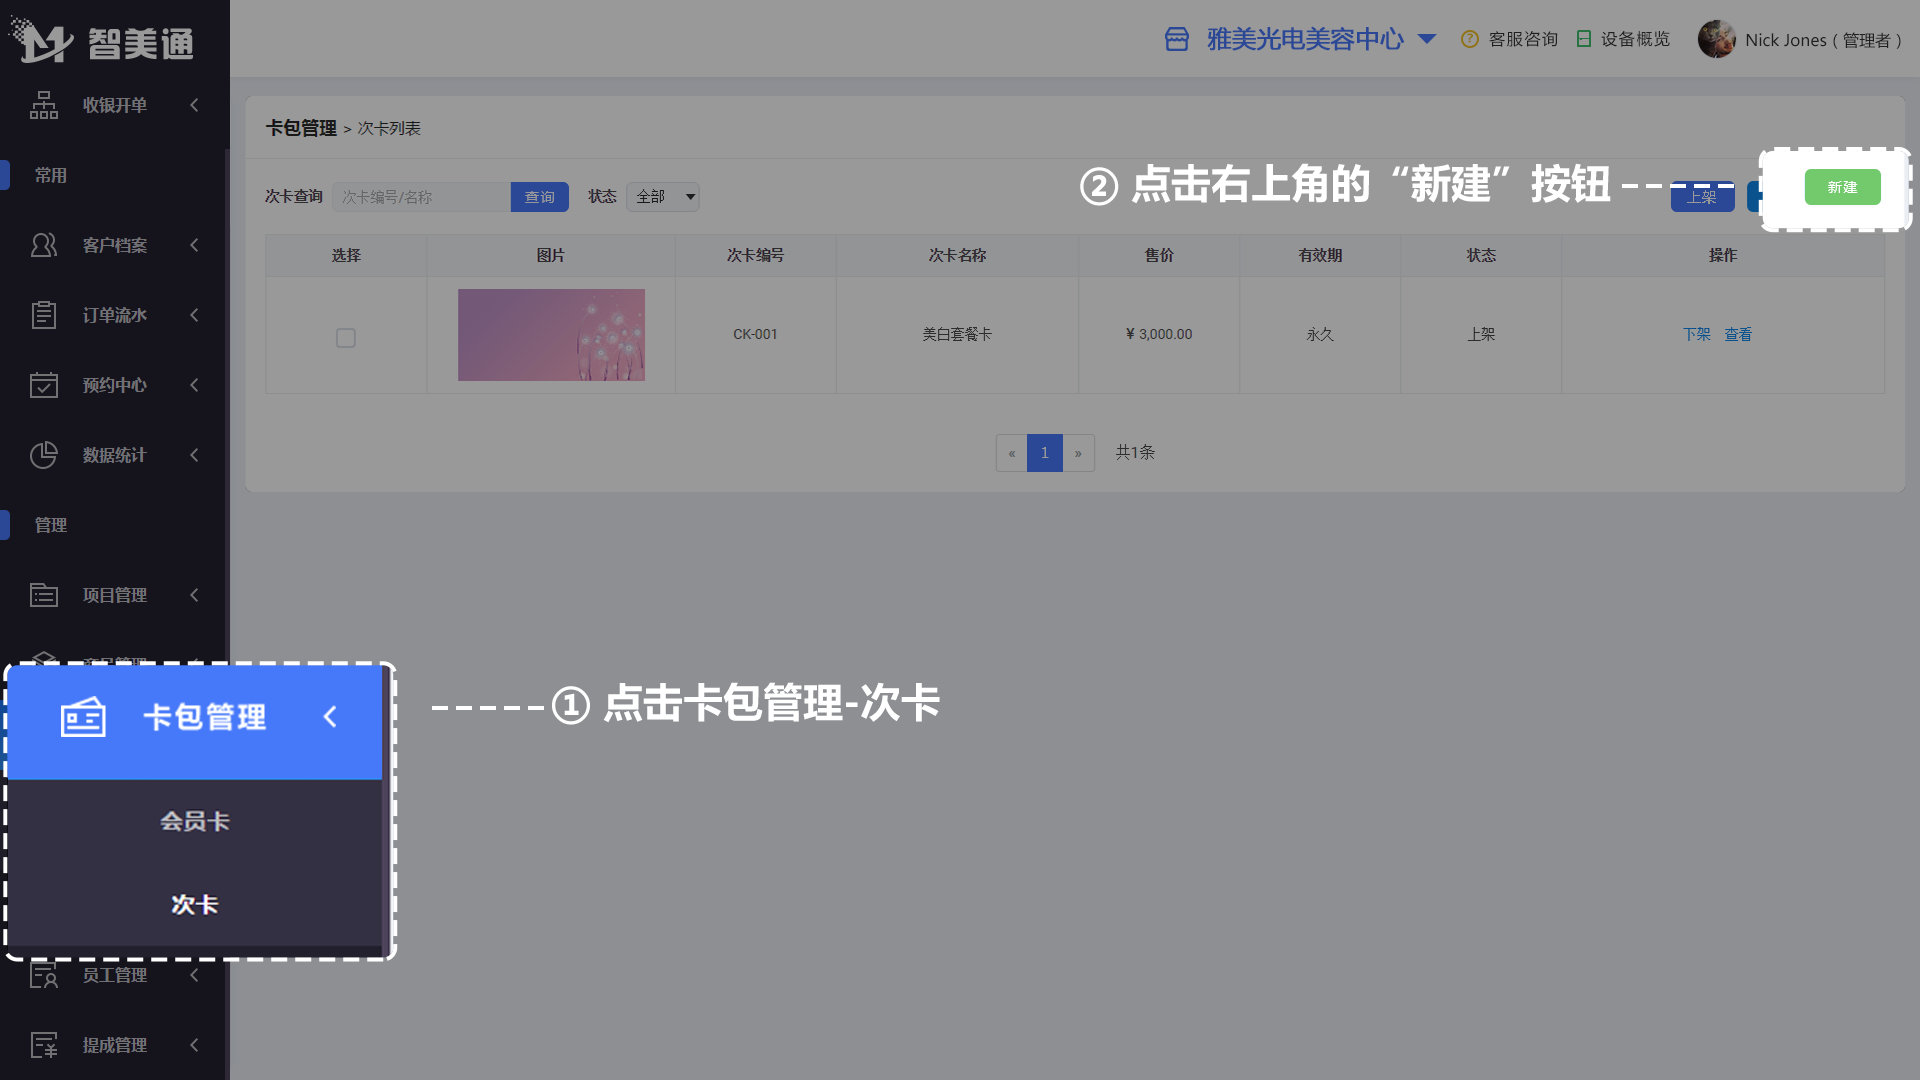 智美通
雅美光电美容中心
客服咨询
设备概览
Nick Jones ( 管理者 )
收银开单
常用
客户档案
订单流水
预约中心
数据统计
管理
项目管理
卡包管理
会员卡
次卡
员工管理
提成管理
卡包管理 > 次卡列表
② 点击右上角的“新建”按钮
次卡查询 次卡编号/名称 查询 状态 全部 上架 新建
选择 图片 次卡编号 次卡名称 售价 有效期 状态 操作
CK-001 美白套餐卡 ¥ 3,000.00 永久 上架 下架 查看
« 1 » 共1条
① 点击卡包管理-次卡